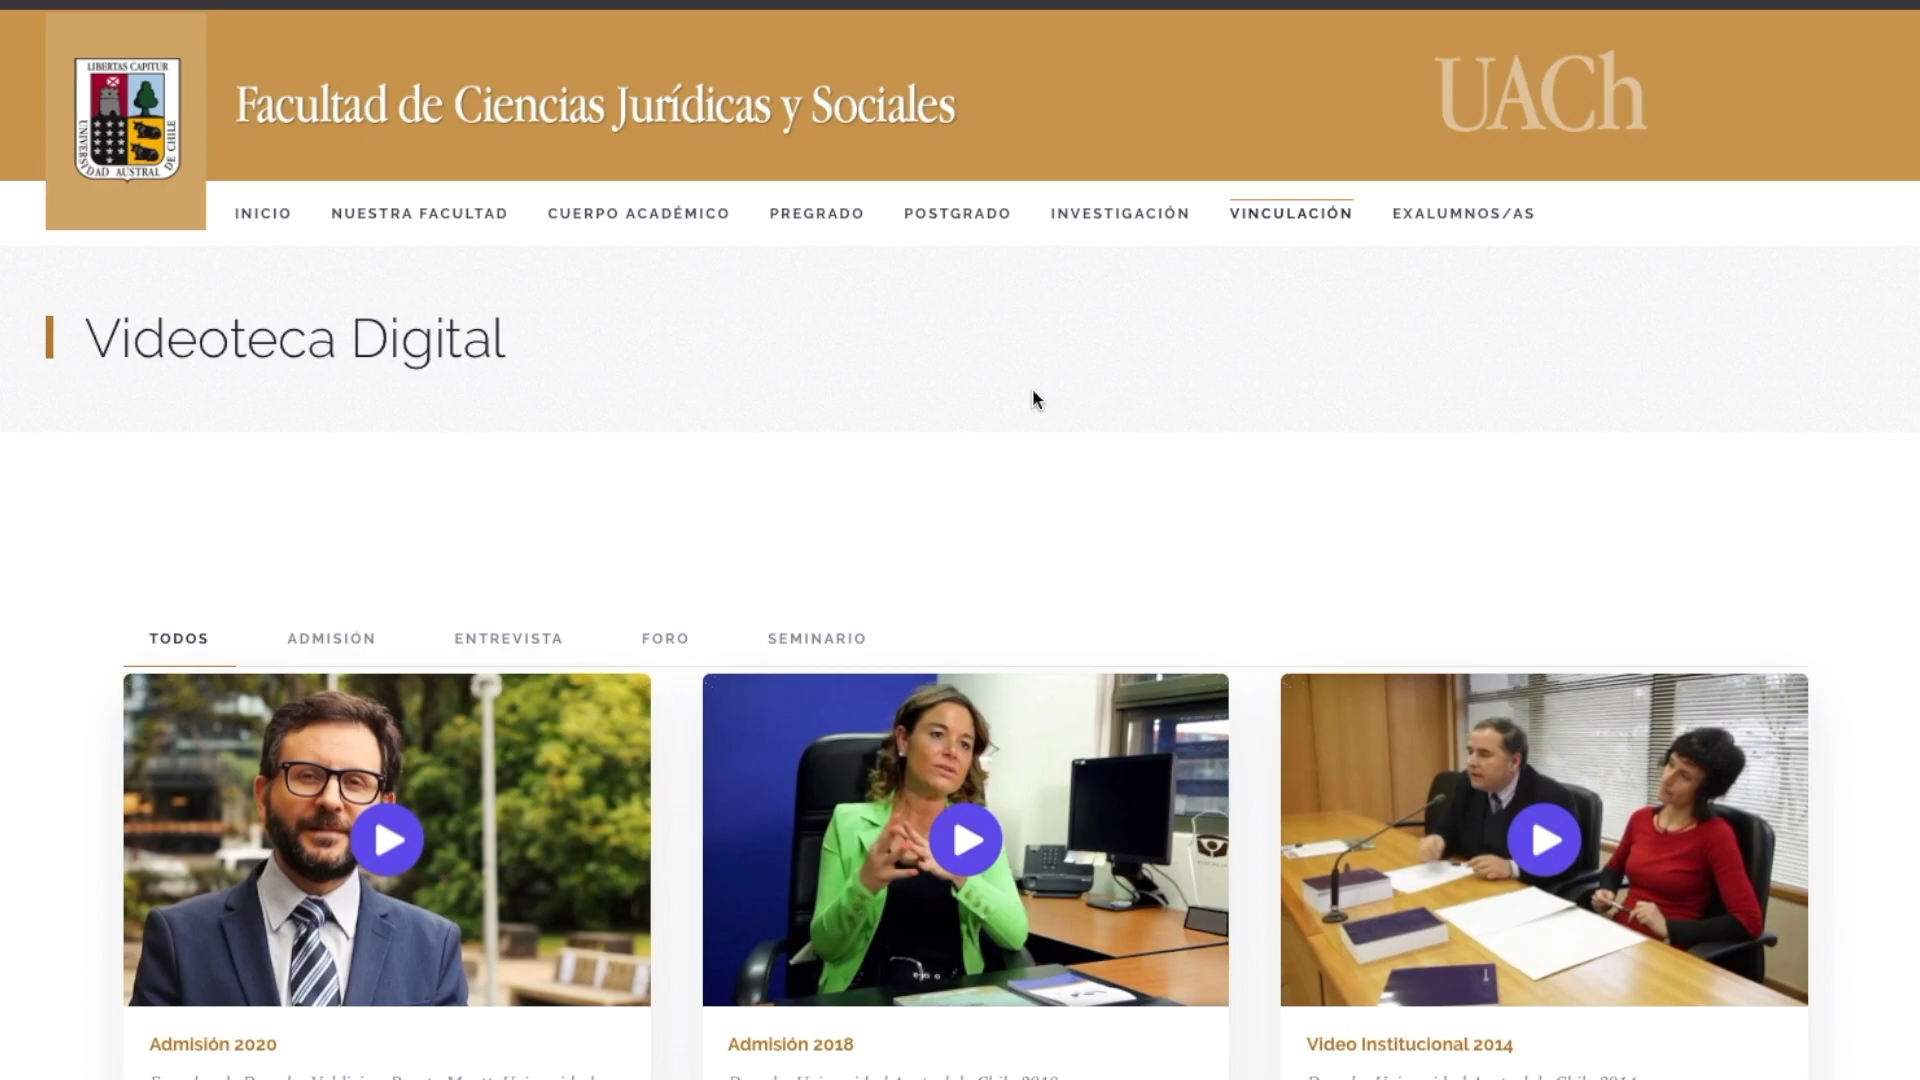 LIBERTAS CAPITUR
UNIVERSIDAD AUSTRAL DE CHILE
Facultad de Ciencias Jurídicas y Sociales
UACh
INICIO
NUESTRA FACULTAD
CUERPO ACADÉMICO
PREGRADO
POSTGRADO
INVESTIGACIÓN
VINCULACIÓN
EXALUMNOS/AS
Videoteca Digital
TODOS
ADMISIÓN
ENTREVISTA
FORO
SEMINARIO
Admisión 2020
Admisión 2018
Video Institucional 2014